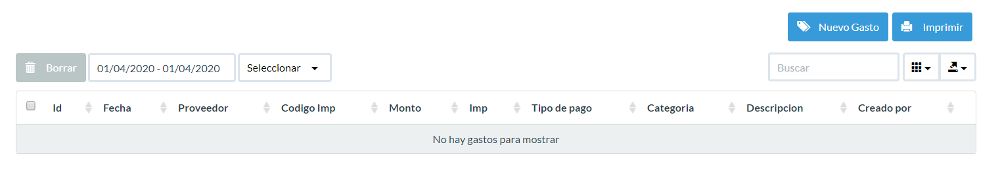 Nuevo Gasto Imprimir
Borrar 01/04/2020 - 01/04/2020 Seleccionar Buscar
Id Fecha Proveedor Codigo Imp Monto Imp Tipo de pago Categoria Descripcion Creado por
No hay gastos para mostrar